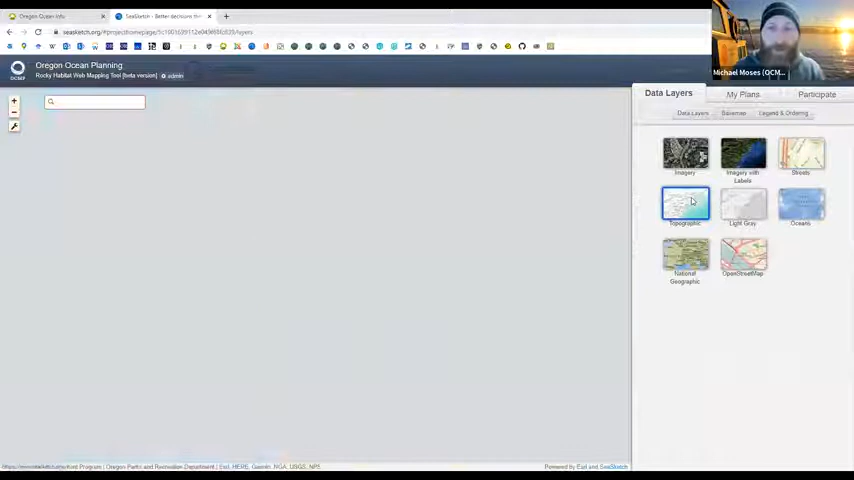 Oregon Ocean Info
SeaSketch - Better decisions thr
seasketch.org/#projecthomepage/
/layers
Oregon Ocean Planning
Rocky Habitat Web Mapping Tool [beta version] admin
OCMP
Michael Moses (OCM...
Data Layers
My Plans
Participate
Data Layers
Basemap
Legend & Ordering
Imagery
Imagery with Labels
Streets
Topographic
Light Gray
Oceans
National Geographic
OpenStreetMap
Program | Oregon Parks and Recreation Department | Esri, HERE, Garmin, NGA, USGS, NPS
Powered by Esri and SeaSketch